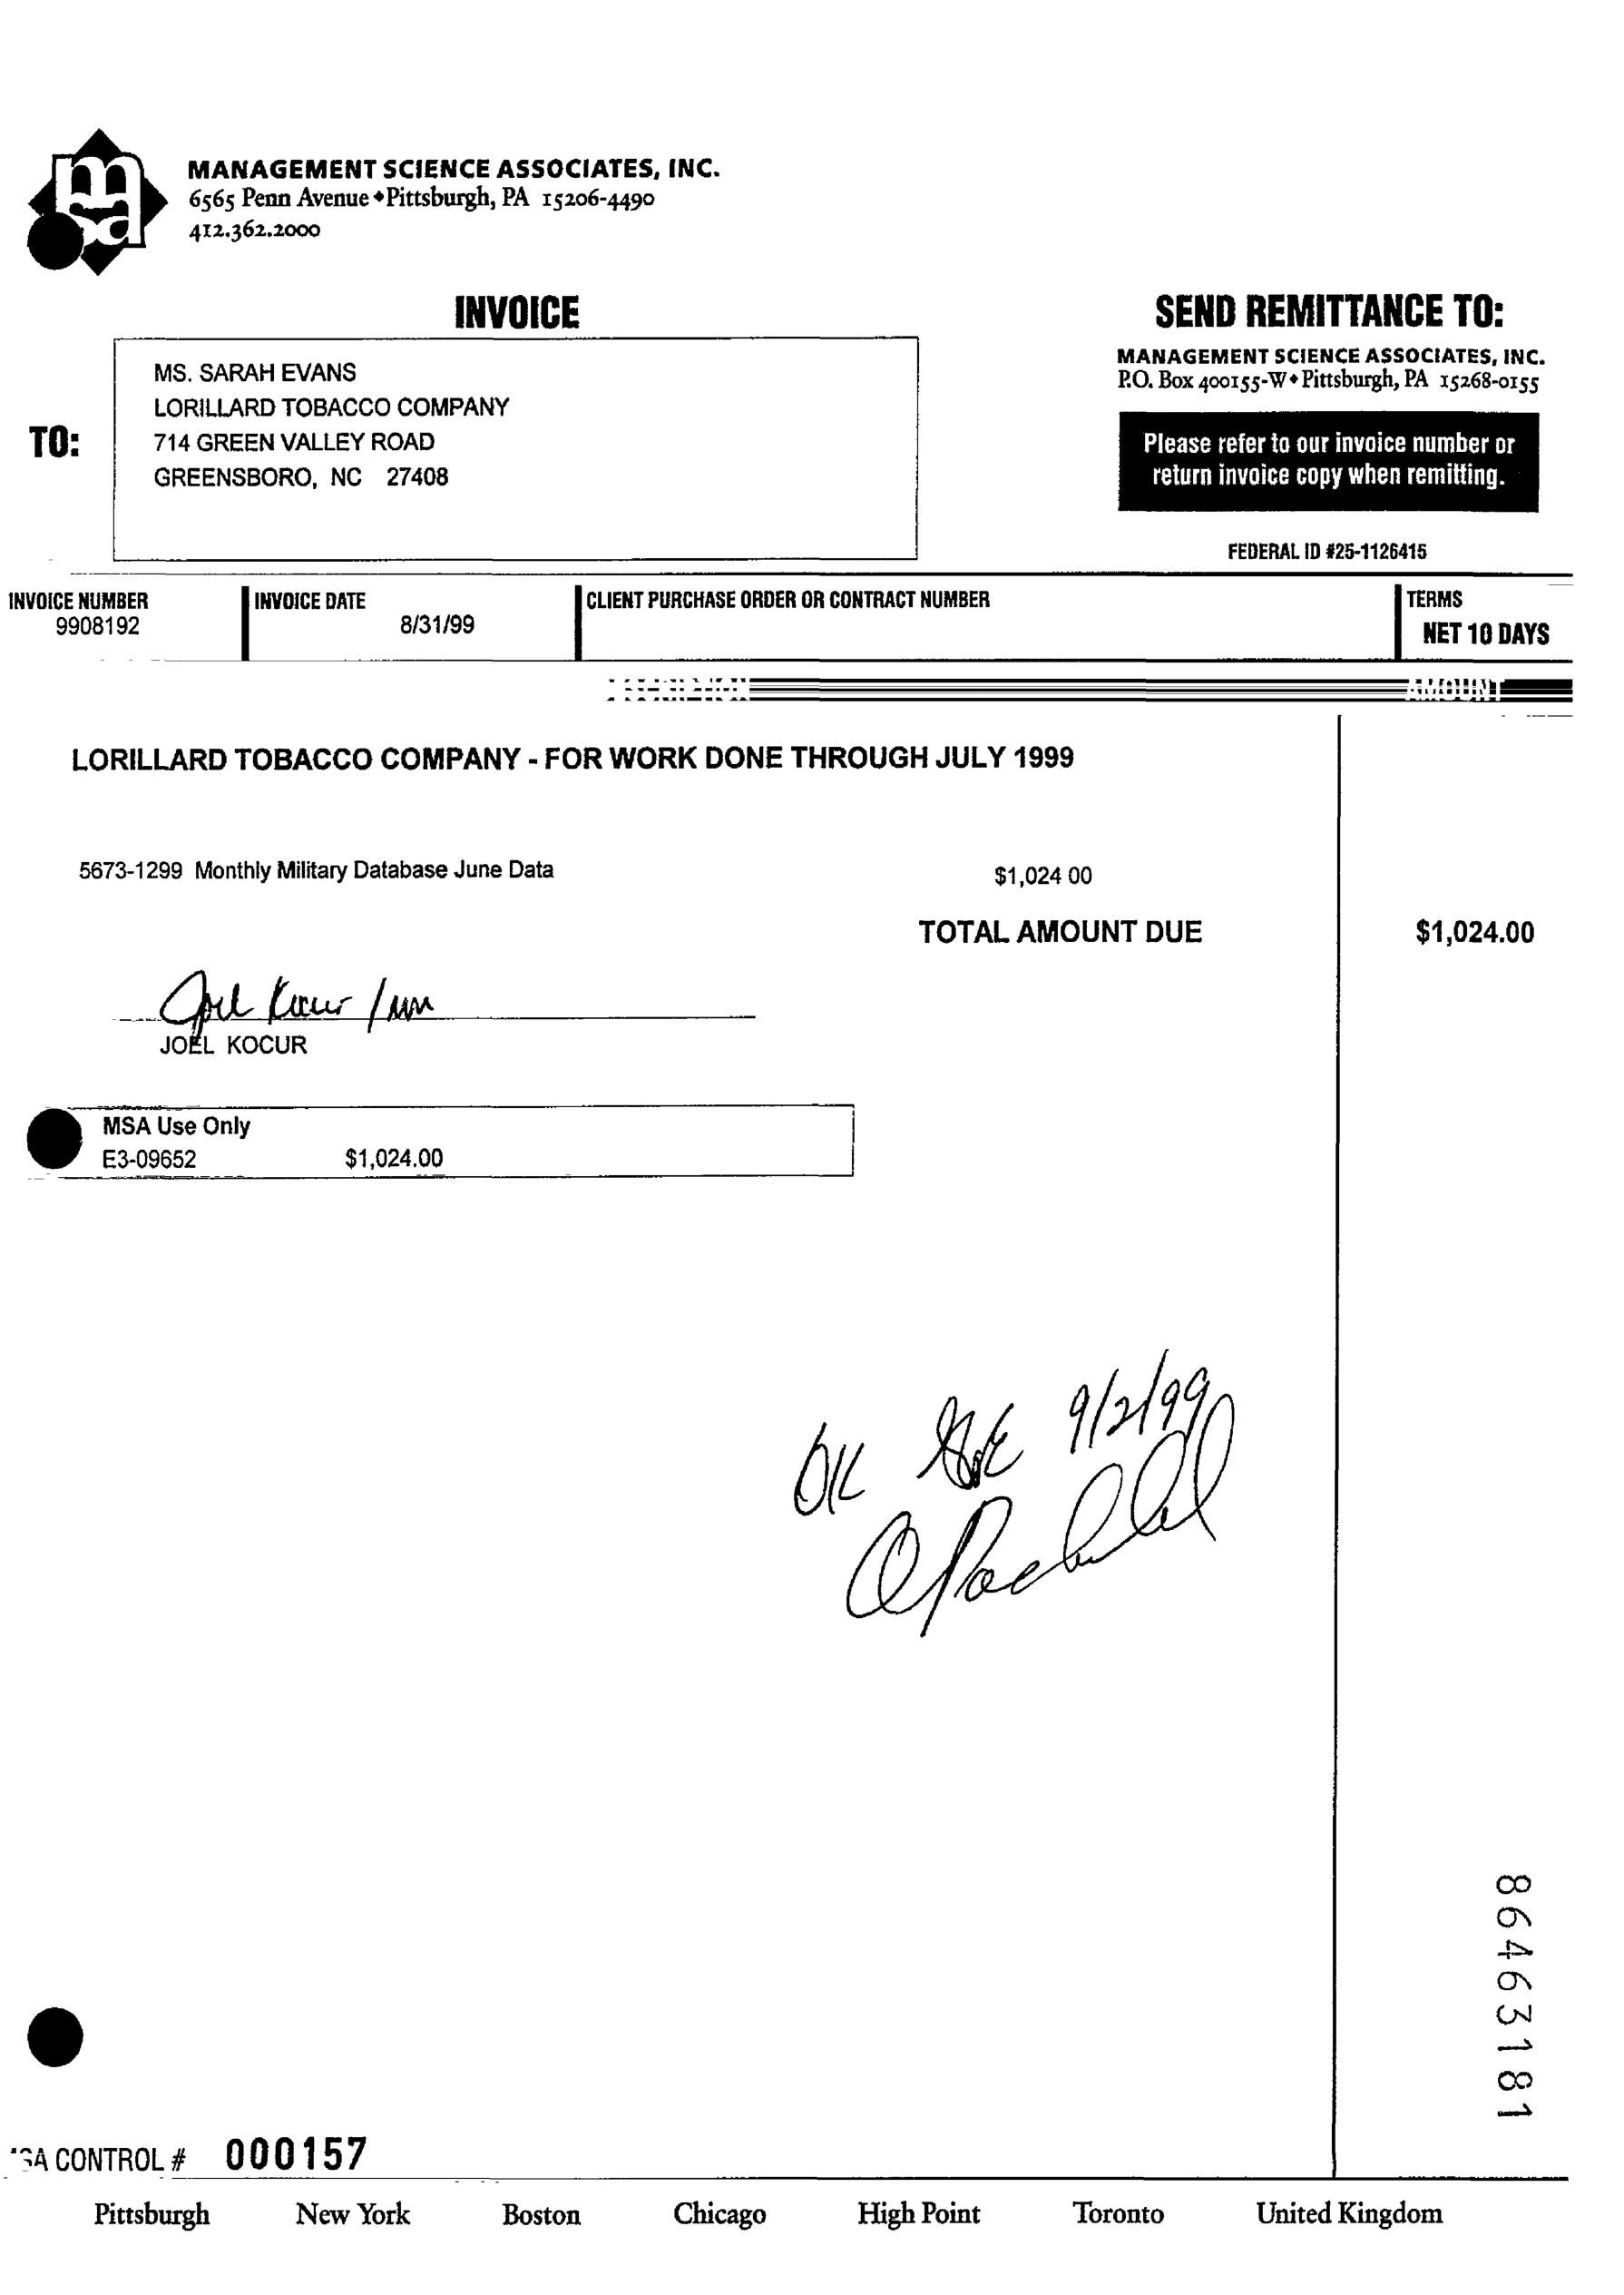 msa
MANAGEMENT SCIENCE ASSOCIATES, INC.
6565 Penn Avenue ◆ Pittsburgh, PA 15206-4490
412.362.2000
INVOICE
SEND REMITTANCE TO:
MANAGEMENT SCIENCE ASSOCIATES, INC.
P.O. Box 400155-W ◆ Pittsburgh, PA 15268-0155
TO:
MS. SARAH EVANS
LORILLARD TOBACCO COMPANY
714 GREEN VALLEY ROAD
GREENSBORO, NC 27408
Please refer to our invoice number or
return invoice copy when remitting.
FEDERAL ID #25-1126415
INVOICE NUMBER
9908192
INVOICE DATE
8/31/99
CLIENT PURCHASE ORDER OR CONTRACT NUMBER
TERMS
NET 10 DAYS
AMOUNT
LORILLARD TOBACCO COMPANY - FOR WORK DONE THROUGH JULY 1999
5673-1299 Monthly Military Database June Data $1,024 00
TOTAL AMOUNT DUE $1,024.00
Joel Kocur
JOEL KOCUR
MSA Use Only
E3-09652 $1,024.00
OK 9/2/99
86463181
SA CONTROL # 000157
Pittsburgh New York Boston Chicago High Point Toronto United Kingdom